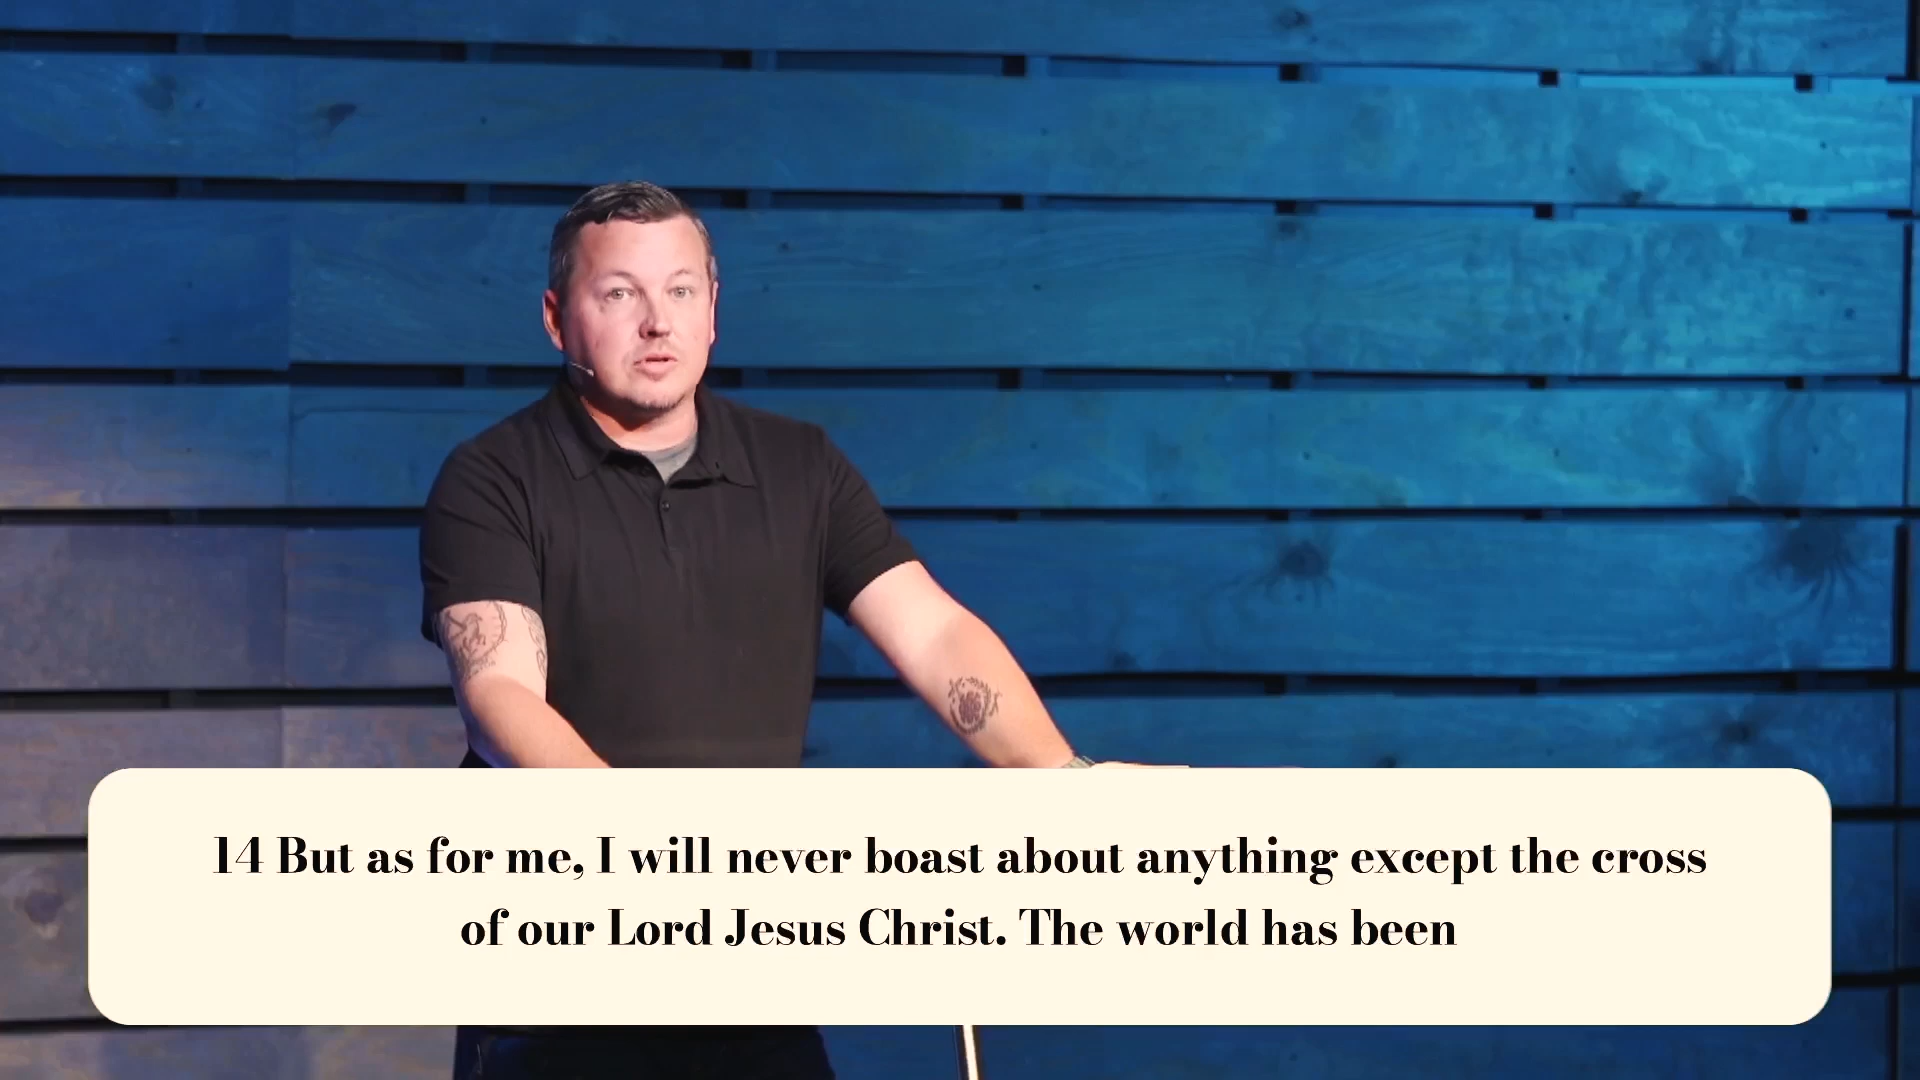 14 But as for me, I will never boast about anything except the cross
of our Lord Jesus Christ. The world has been